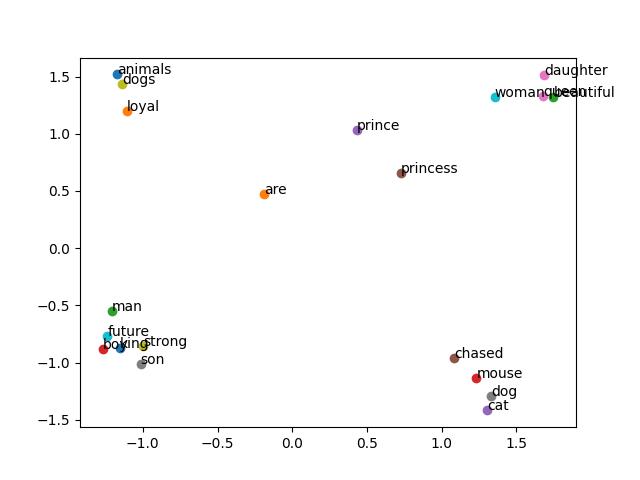 animals
dogs
daughter
loyal
woman
queen
beautiful
prince
princess
are
man
future
boy
king
strong
son
chased
mouse
dog
cat
1.5
1.0
0.5
0.0
−0.5
−1.0
−1.5
−1.0
−0.5
0.0
0.5
1.0
1.5